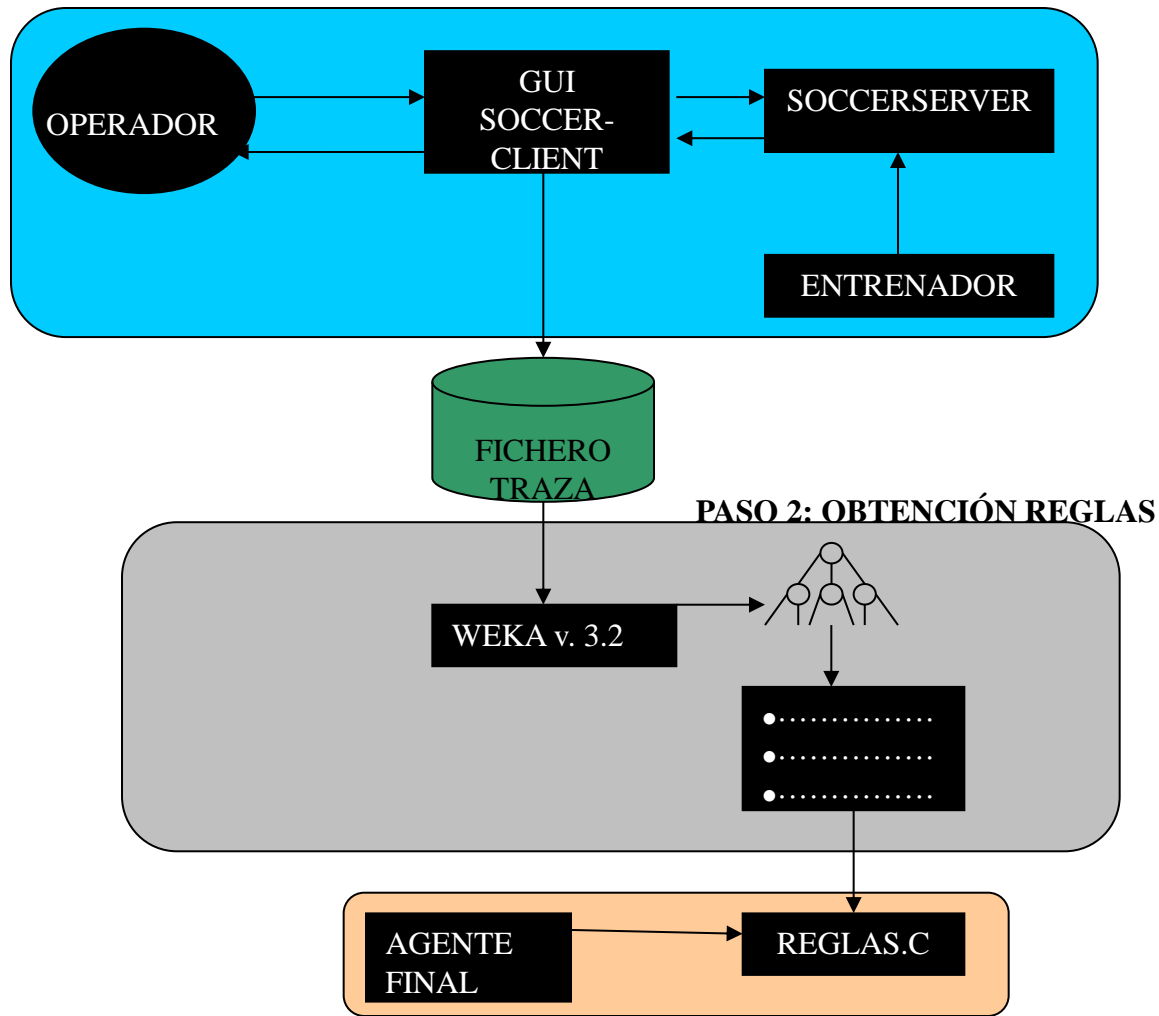 OPERADOR
GUI
SOCCER-
CLIENT
SOCCERSERVER
ENTRENADOR
FICHERO
TRAZA
PASO 2: OBTENCIÓN REGLAS
WEKA v. 3.2
●...............
●...............
●...............
AGENTE
FINAL
REGLAS.C